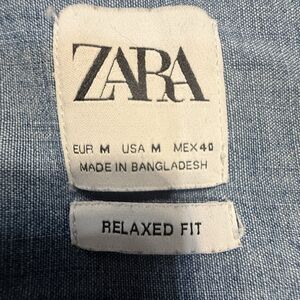 ZARA
EUR M USA M MEX 40
MADE IN BANGLADESH
RELAXED FIT